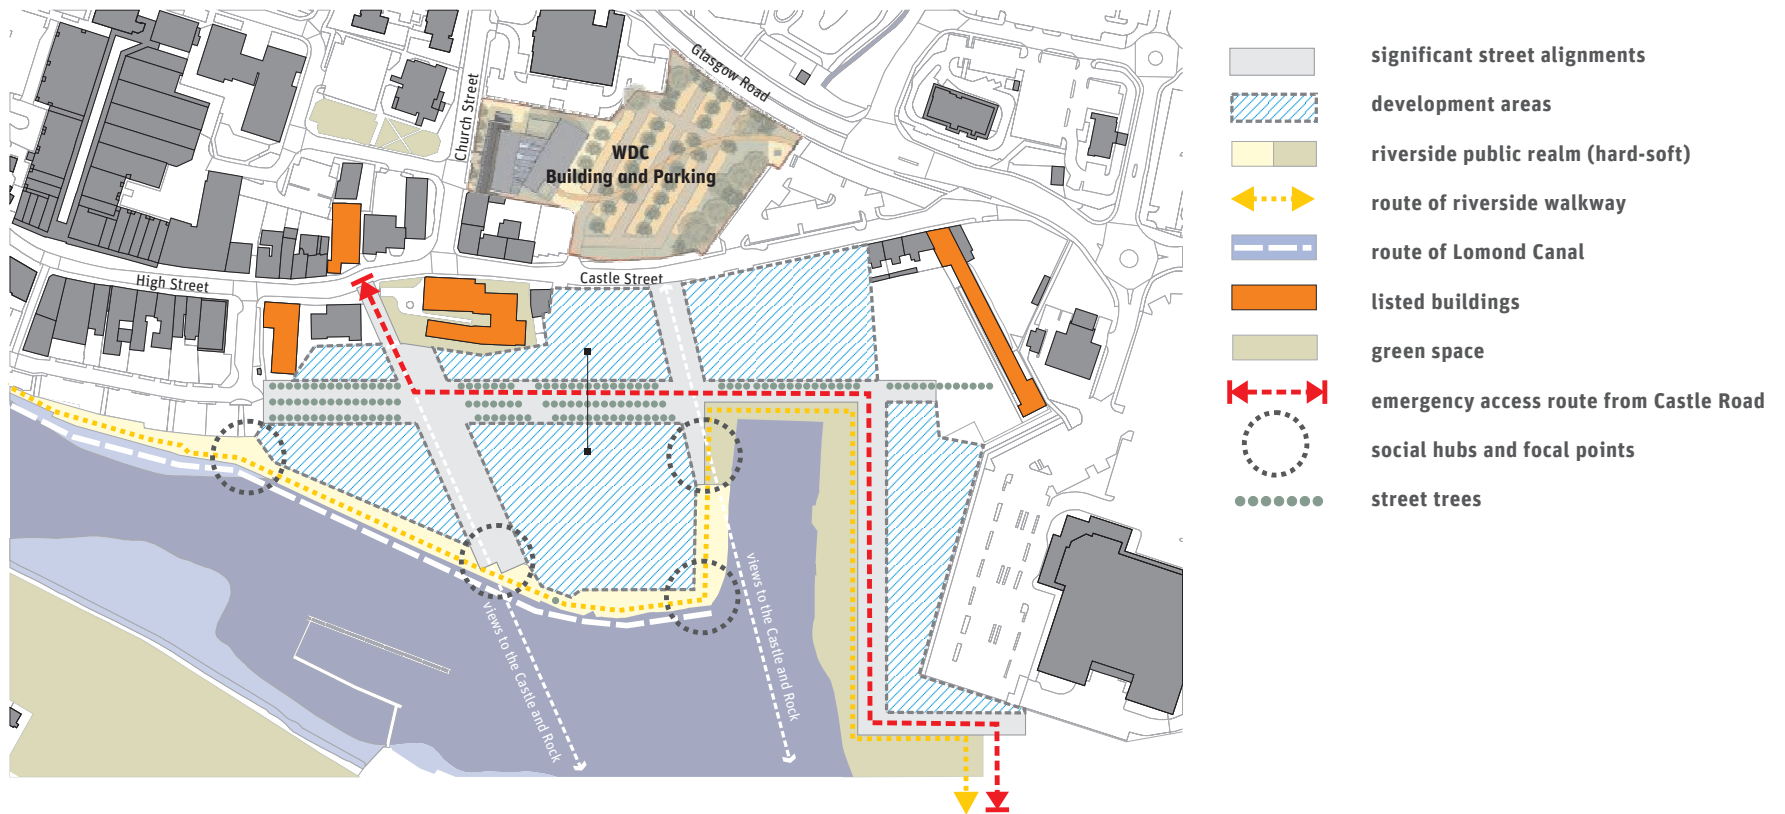 Glasgow Road
Church Street
WDC
Building and Parking
High Street
Castle Street
views to the Castle and Rock
views to the Castle and Rock
significant street alignments
development areas
riverside public realm (hard-soft)
route of riverside walkway
route of Lomond Canal
listed buildings
green space
emergency access route from Castle Road
social hubs and focal points
street trees